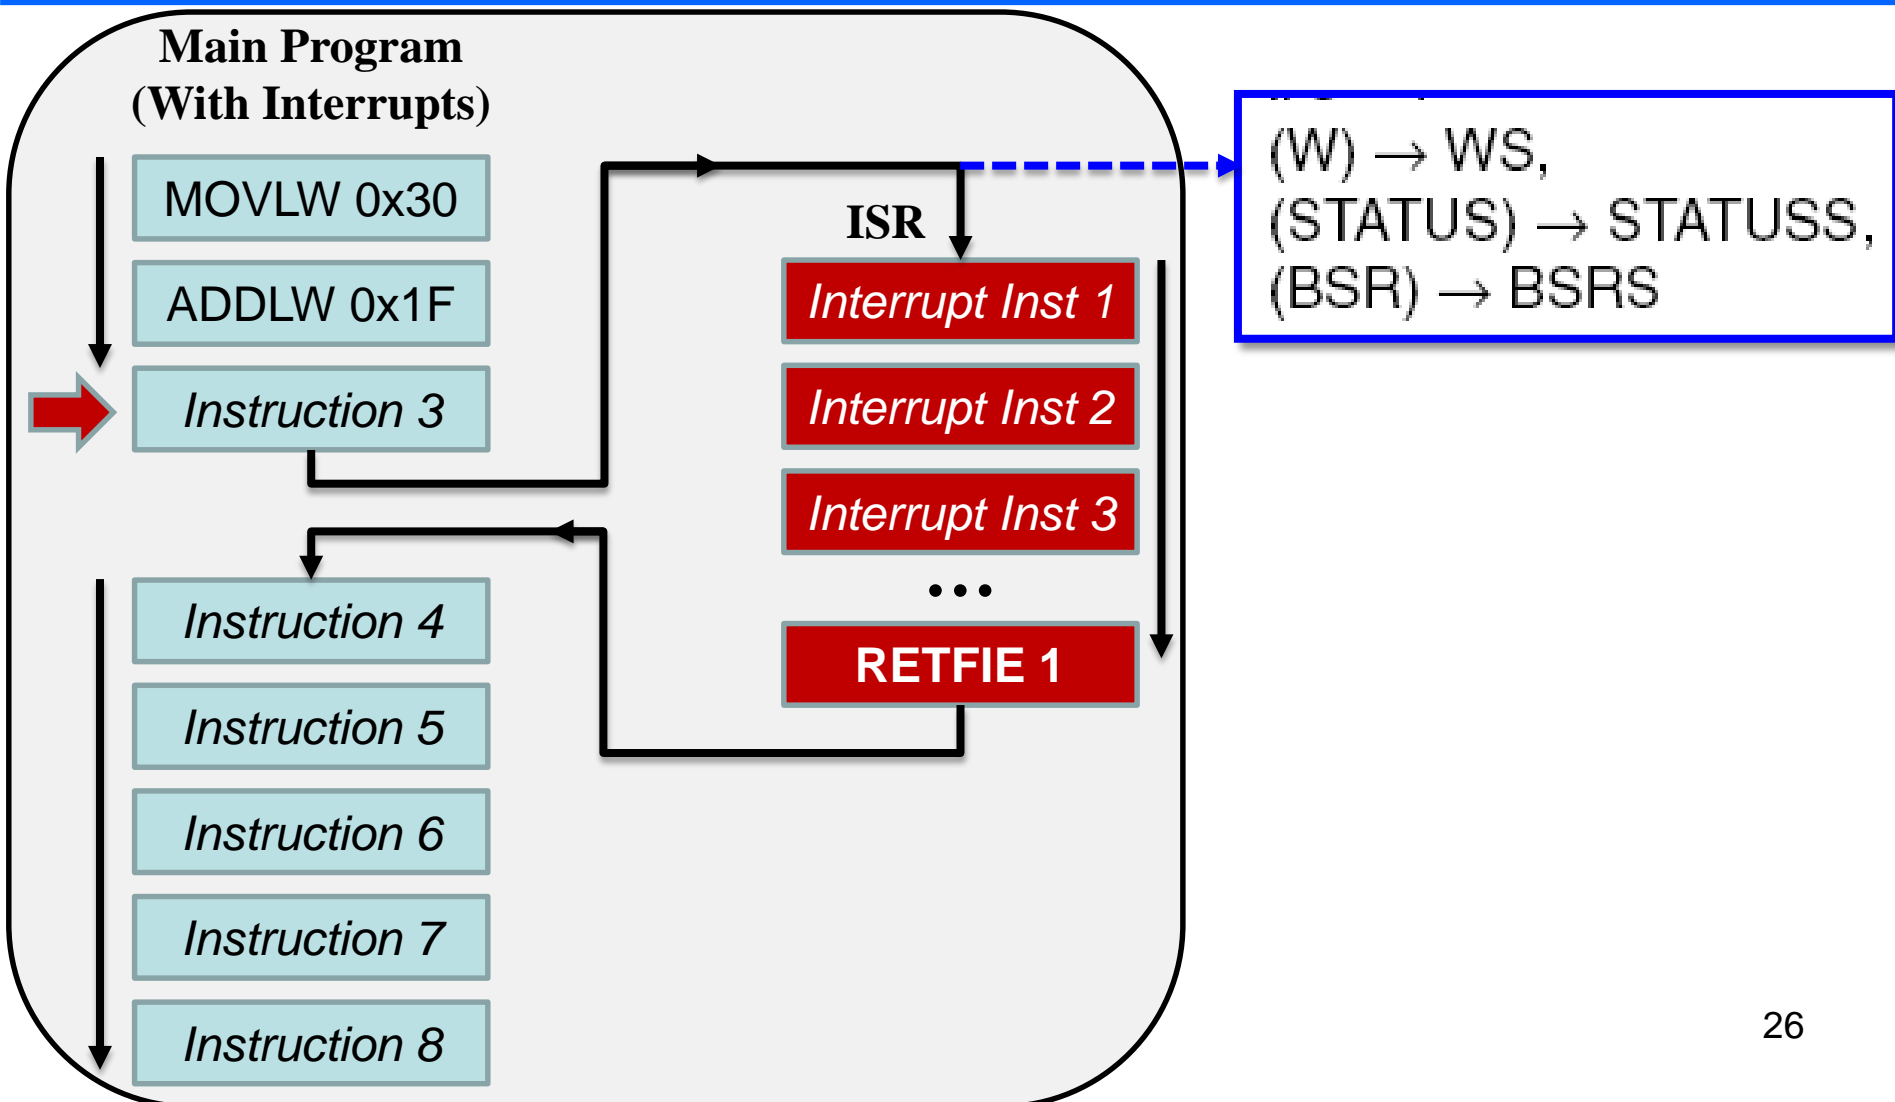 Main Program
(With Interrupts)
MOVLW 0x30
ADDLW 0x1F
Instruction 3
Instruction 4
Instruction 5
Instruction 6
Instruction 7
Instruction 8
ISR
Interrupt Inst 1
Interrupt Inst 2
Interrupt Inst 3
...
RETFIE 1
(W) → WS,
(STATUS) → STATUSS,
(BSR) → BSRS
26